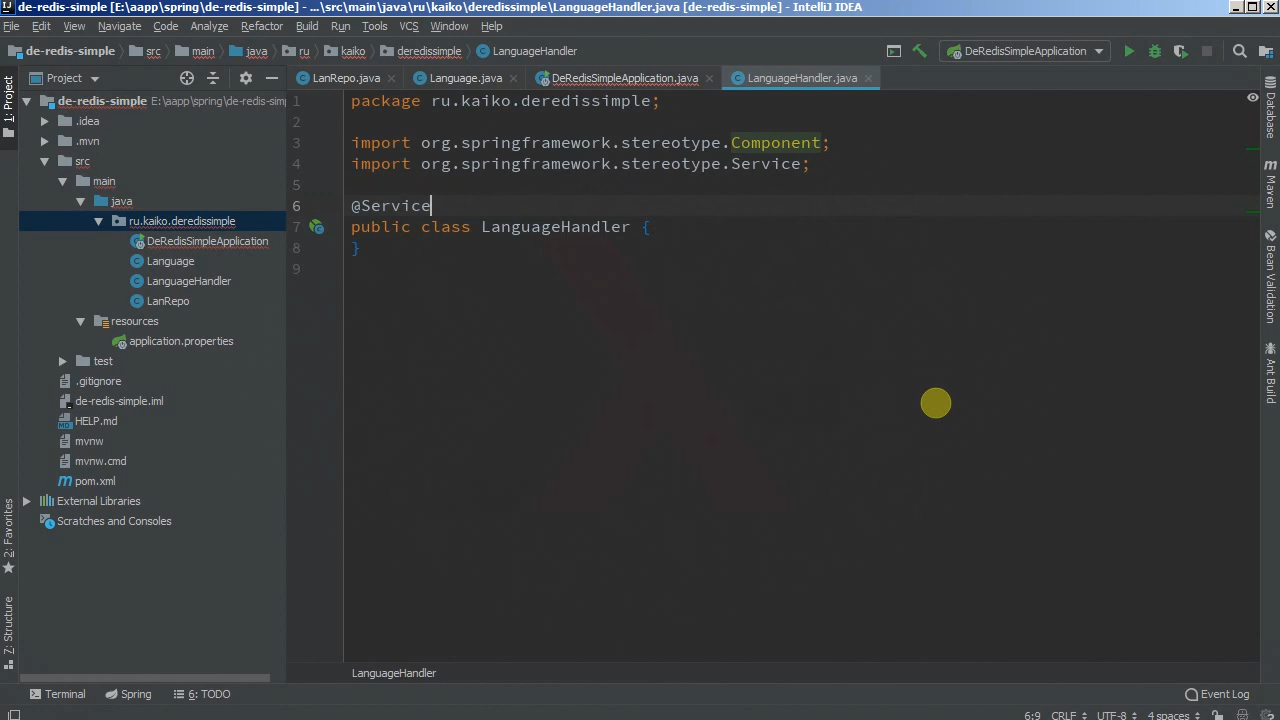 de-redis-simple [E:\aapp\spring\de-redis-simple] - ...\src\main\java\ru\kaiko\deredissimple\LanguageHandler.java [de-redis-simple] - IntelliJ IDEA
File Edit View Navigate Code Analyze Refactor Build Run Tools VCS Window Help
de-redis-simple src main java ru kaiko deredissimple LanguageHandler DeRedisSimpleApplication
Project LanRepo.java Language.java DeRedisSimpleApplication.java LanguageHandler.java
1: Project
de-redis-simple E:\aapp\spring\de-redis-sim
.idea
.mvn
src
main
java
ru.kaiko.deredissimple
DeRedisSimpleApplication
Language
LanguageHandler
LanRepo
resources
application.properties
test
.gitignore
de-redis-simple.iml
HELP.md
mvnw
mvnw.cmd
pom.xml
External Libraries
Scratches and Consoles
2: Favorites
Z: Structure
1 package ru.kaiko.deredissimple;
2
3 import org.springframework.stereotype.Component;
4 import org.springframework.stereotype.Service;
5
6 @Service
7 public class LanguageHandler {
8 }
9
LanguageHandler
Database
Maven
Bean Validation
Ant Build
Terminal Spring 6: TODO Event Log
6:9 CRLF UTF-8 4 spaces